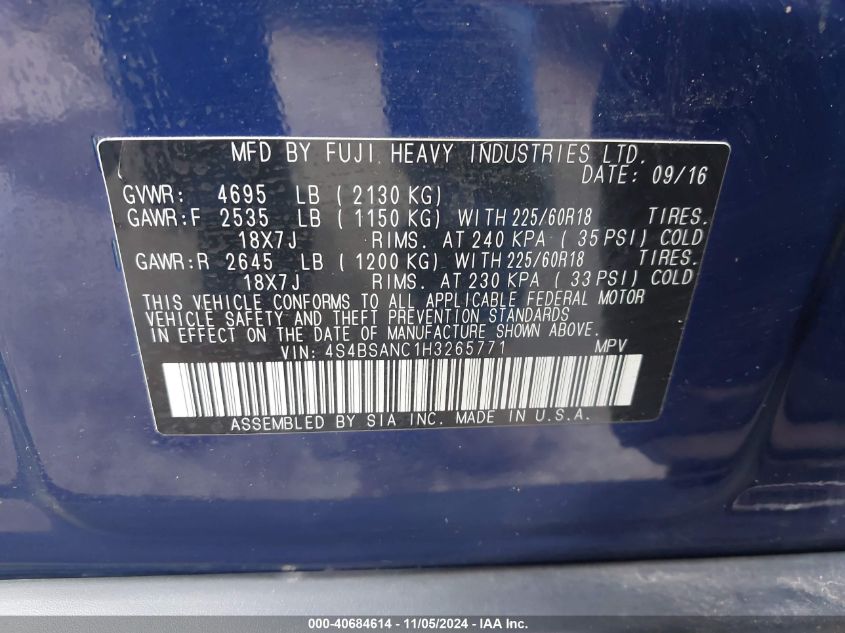 MFD BY FUJI HEAVY INDUSTRIES LTD.
DATE: 09/16
GVWR: 4695 LB ( 2130 KG)
GAWR:F 2535 LB ( 1150 KG) WITH 225/60R18 TIRES.
18X7J RIMS. AT 240 KPA ( 35 PSI) COLD
GAWR:R 2645 LB ( 1200 KG) WITH 225/60R18 TIRES.
18X7J RIMS. AT 230 KPA ( 33 PSI) COLD
THIS VEHICLE CONFORMS TO ALL APPLICABLE FEDERAL MOTOR
VEHICLE SAFETY AND THEFT PREVENTION STANDARDS
IN EFFECT ON THE DATE OF MANUFACTURE SHOWN ABOVE.
VIN: 4S4BSANC1H3265771 MPV
ASSEMBLED BY SIA INC. MADE IN U.S.A.
000-40684614 - 11/05/2024 - IAA Inc.